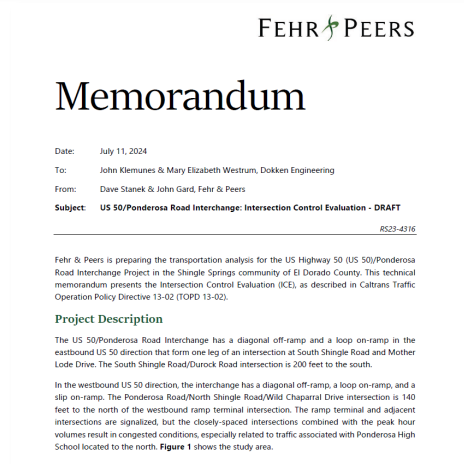 FEHR PEERS
Memorandum
Date: July 11, 2024
To: John Klemunes & Mary Elizabeth Westrum, Dokken Engineering
From: Dave Stanek & John Gard, Fehr & Peers
Subject: US 50/Ponderosa Road Interchange: Intersection Control Evaluation - DRAFT
RS23-4316
Fehr & Peers is preparing the transportation analysis for the US Highway 50 (US 50)/Ponderosa
Road Interchange Project in the Shingle Springs community of El Dorado County. This technical
memorandum presents the Intersection Control Evaluation (ICE), as described in Caltrans Traffic
Operation Policy Directive 13-02 (TOPD 13-02).
Project Description
The US 50/Ponderosa Road Interchange has a diagonal off-ramp and a loop on-ramp in the
eastbound US 50 direction that form one leg of an intersection at South Shingle Road and Mother
Lode Drive. The South Shingle Road/Durock Road intersection is 200 feet to the south.
In the westbound US 50 direction, the interchange has a diagonal off-ramp, a loop on-ramp, and a
slip on-ramp. The Ponderosa Road/North Shingle Road/Wild Chaparral Drive intersection is 140
feet to the north of the westbound ramp terminal intersection. The ramp terminal and adjacent
intersections are signalized, but the closely-spaced intersections combined with the peak hour
volumes result in congested conditions, especially related to traffic associated with Ponderosa High
School located to the north. Figure 1 shows the study area.